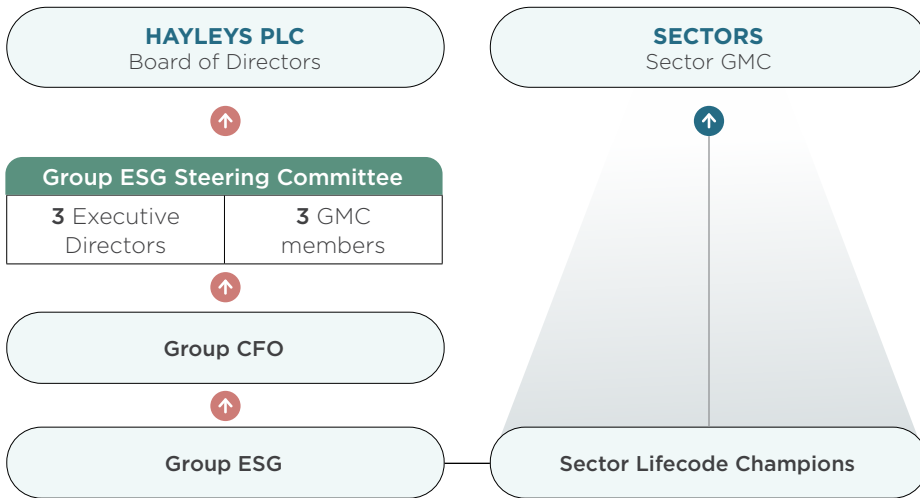 HAYLEYS PLC
Board of Directors
Group ESG Steering Committee
3 Executive
Directors
3 GMC
members
Group CFO
Group ESG
SECTORS
Sector GMC
Sector Lifecode Champions